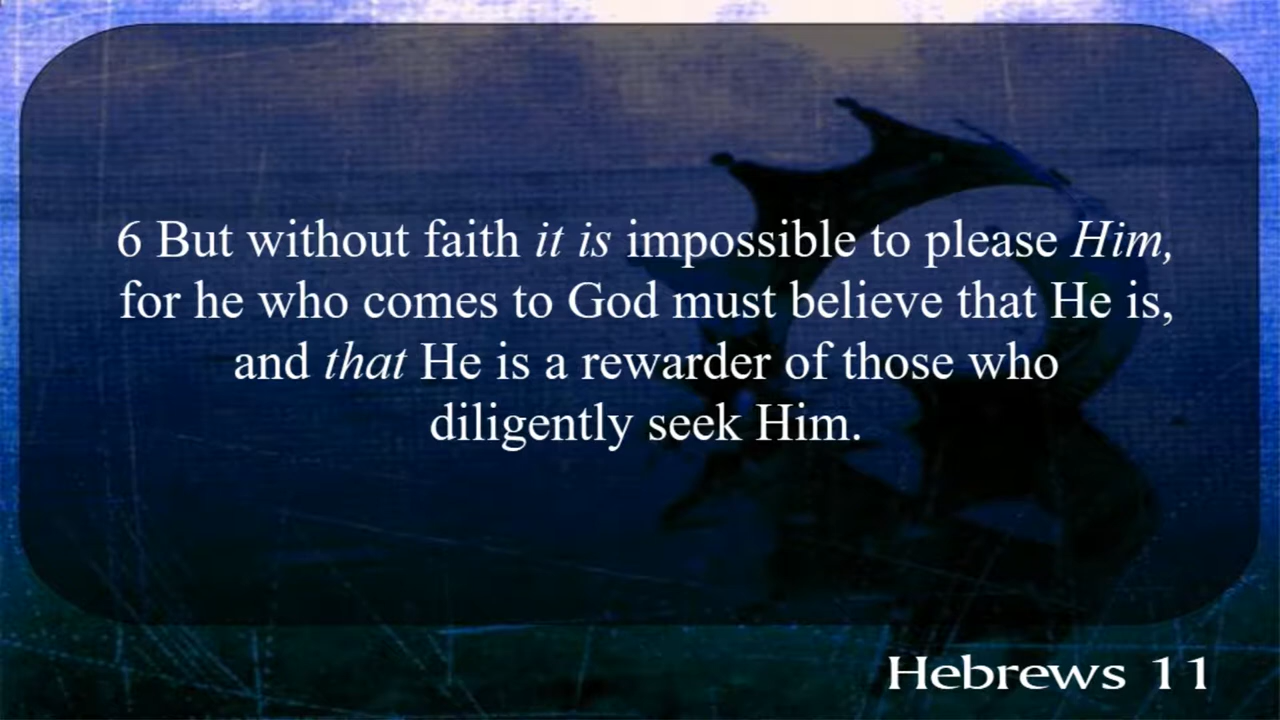 6 But without faith it is impossible to please Him,
for he who comes to God must believe that He is,
and that He is a rewarder of those who
diligently seek Him.
Hebrews 11